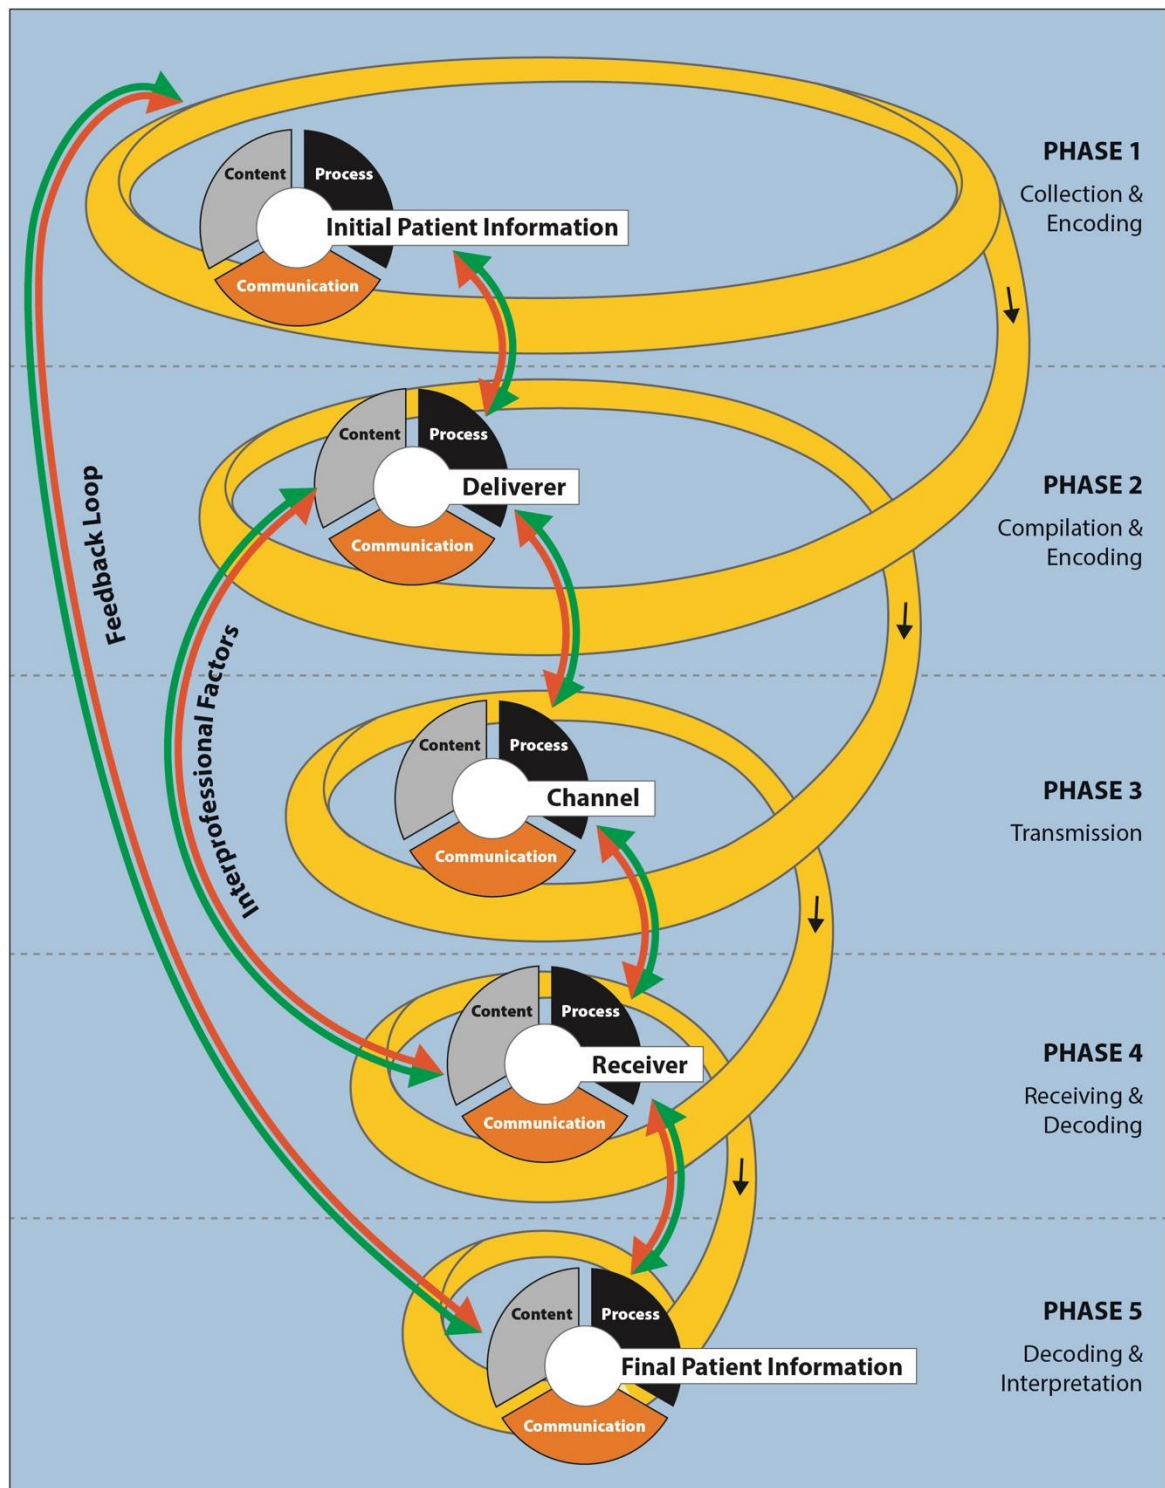 PHASE 1
Collection &
Encoding
Content
Process
Initial Patient Information
Communication
PHASE 2
Compilation &
Encoding
Content
Process
Deliverer
Communication
Feedback Loop
Interprofessional Factors
PHASE 3
Transmission
Content
Process
Channel
Communication
PHASE 4
Receiving &
Decoding
Content
Process
Receiver
Communication
PHASE 5
Decoding &
Interpretation
Content
Process
Final Patient Information
Communication